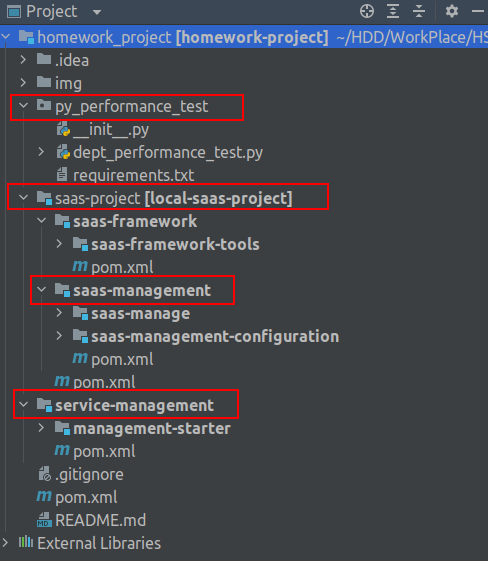 Project
homework_project [homework-project] ~/HDD/WorkPlace/HS
.idea
img
py_performance_test
__init__.py
dept_performance_test.py
requirements.txt
saas-project [local-saas-project]
saas-framework
saas-framework-tools
pom.xml
saas-management
saas-manage
saas-management-configuration
pom.xml
pom.xml
service-management
management-starter
pom.xml
.gitignore
pom.xml
README.md
External Libraries